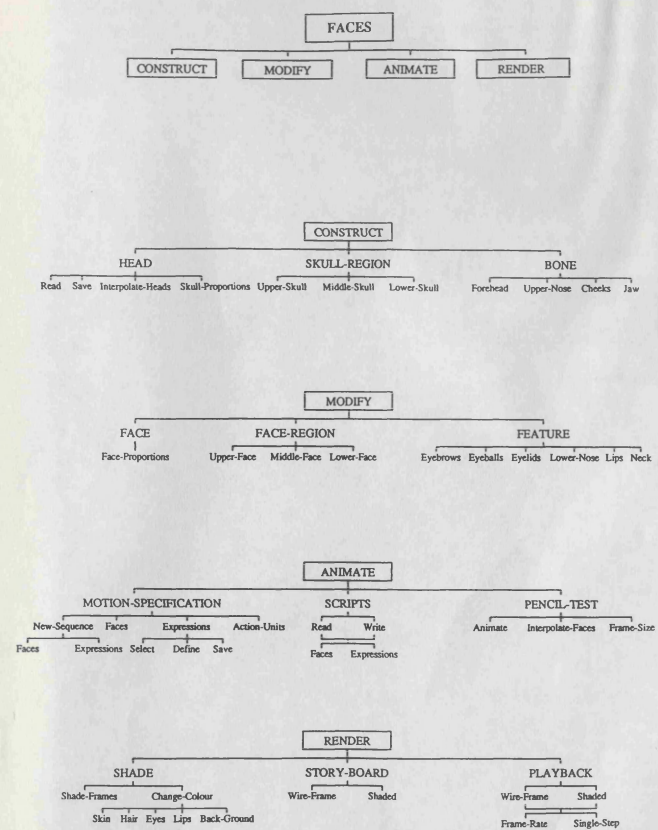 FACES
CONSTRUCT MODIFY ANIMATE RENDER
CONSTRUCT
HEAD SKULL-REGION BONE
Read Save Interpolate-Heads Skull-Proportions Upper-Skull Middle-Skull Lower-Skull Forehead Upper-Nose Cheeks Jaw
MODIFY
FACE FACE-REGION FEATURE
Face-Proportions Upper-Face Middle-Face Lower-Face Eyebrows Eyeballs Eyelids Lower-Nose Lips Neck
ANIMATE
MOTION-SPECIFICATION SCRIPTS PENCIL-TEST
New-Sequence Faces Expressions Action-Units Read Write Animate Interpolate-Faces Frame-Size
Faces Expressions Select Define Save Faces Expressions
RENDER
SHADE STORY-BOARD PLAYBACK
Shade-Frames Change-Colour Wire-Frame Shaded Wire-Frame Shaded
Skin Hair Eyes Lips Back-Ground Frame-Rate Single-Step